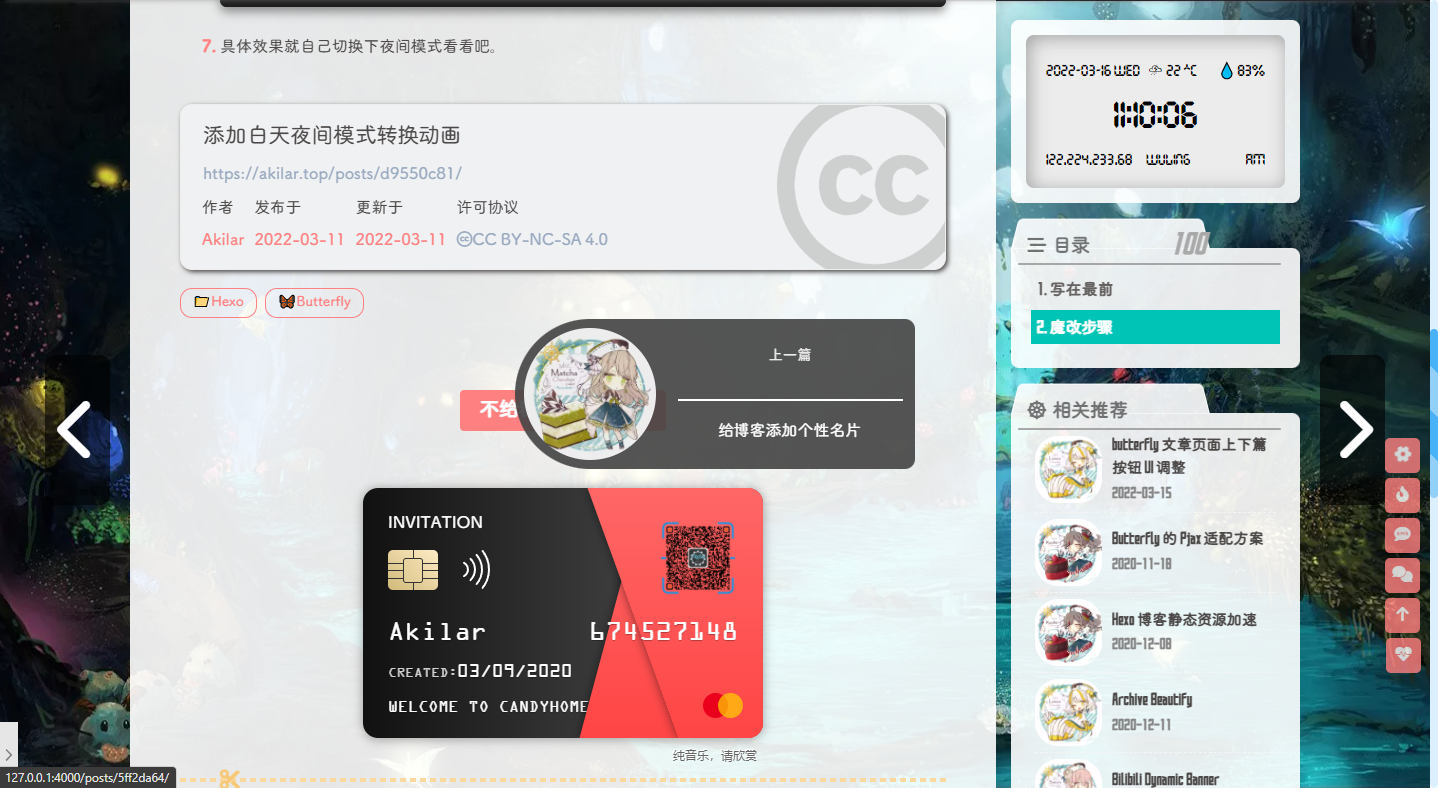 7. 具体效果就自己切换下夜间模式看看吧。
添加白天夜间模式转换动画
https://akilar.top/posts/d9550c81/
作者 发布于 更新于 许可协议
Akilar 2022-03-11 2022-03-11 CC BY-NC-SA 4.0
CC
Hexo Butterfly
上一篇
不给
给博客添加个性名片
INVITATION
Akilar 674527148
CREATED:03/09/2020
WELCOME TO CANDYHOME
纯音乐，请欣赏
127.0.0.1:4000/posts/5ff2da64/
2022-03-16 WED 22 ℃ 83%
11:10:06
122.224.233.68 WULING AM
目录 100
1. 写在最前
2. 魔改步骤
相关推荐
butterfly 文章页面上下篇
按钮 UI 调整
2022-03-15
Butterfly 的 Pjax 适配方案
2020-11-18
Hexo 博客静态资源加速
2020-12-08
Archive Beautify
2020-12-11
Bilibili Dynamic Banner